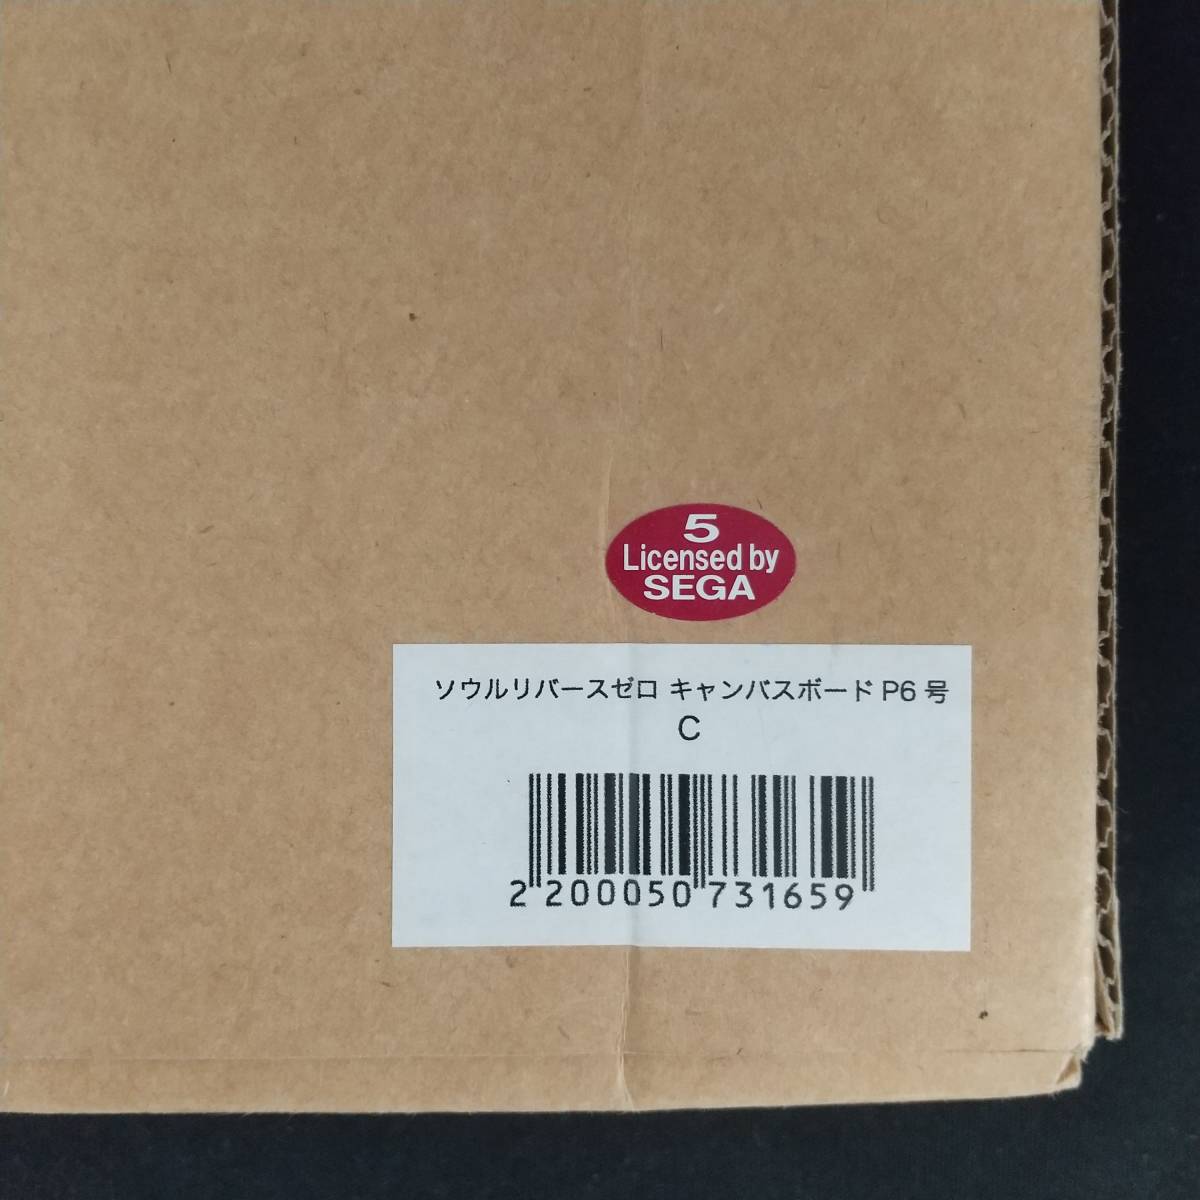 5
Licensed by
SEGA
ソウルリバースゼロ キャンバスボード P6 号
C
2 200050 731659